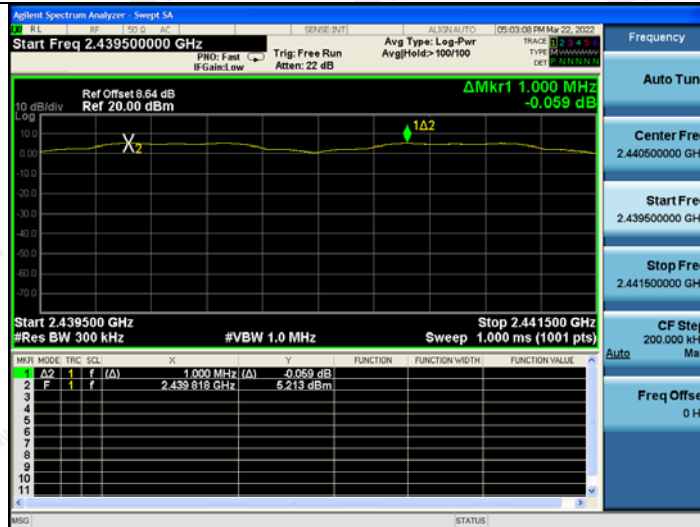 Agilent Spectrum Analyzer - Swept SA
RL RF 50 Ω AC SENSE:INT ALIGN AUTO 05:03:08 PM Mar 22, 2022
Start Freq 2.439500000 GHz
PNO: Fast
IFGain:Low
Trig: Free Run
Atten: 22 dB
Avg Type: Log-Pwr
Avg|Hold:>100/100
TRACE 1 2 3 4 5 6
TYPE M WWWWW
DET P N N N N N
Ref Offset 8.64 dB
10 dB/div Ref 20.00 dBm
Log
ΔMkr1 1.000 MHz
-0.059 dB
10.0
0.00
-10.0
-20.0
-30.0
-40.0
-50.0
-60.0
-70.0
X2
1Δ2
Start 2.439500 GHz Stop 2.441500 GHz
#Res BW 300 kHz #VBW 1.0 MHz Sweep 1.000 ms (1001 pts)
MKR MODE TRC SCL X Y FUNCTION FUNCTION WIDTH FUNCTION VALUE
1 Δ2 1 f (Δ) 1.000 MHz (Δ) -0.059 dB
2 F 1 f 2.439 818 GHz 5.213 dBm
3
4
5
6
7
8
9
10
11
MSG STATUS
Frequency
Auto Tun
Center Fre
2.440500000 GH
Start Fre
2.439500000 GH
Stop Fre
2.441500000 GH
CF Ste
200.000 kH
Auto Ma
Freq Offse
0 H